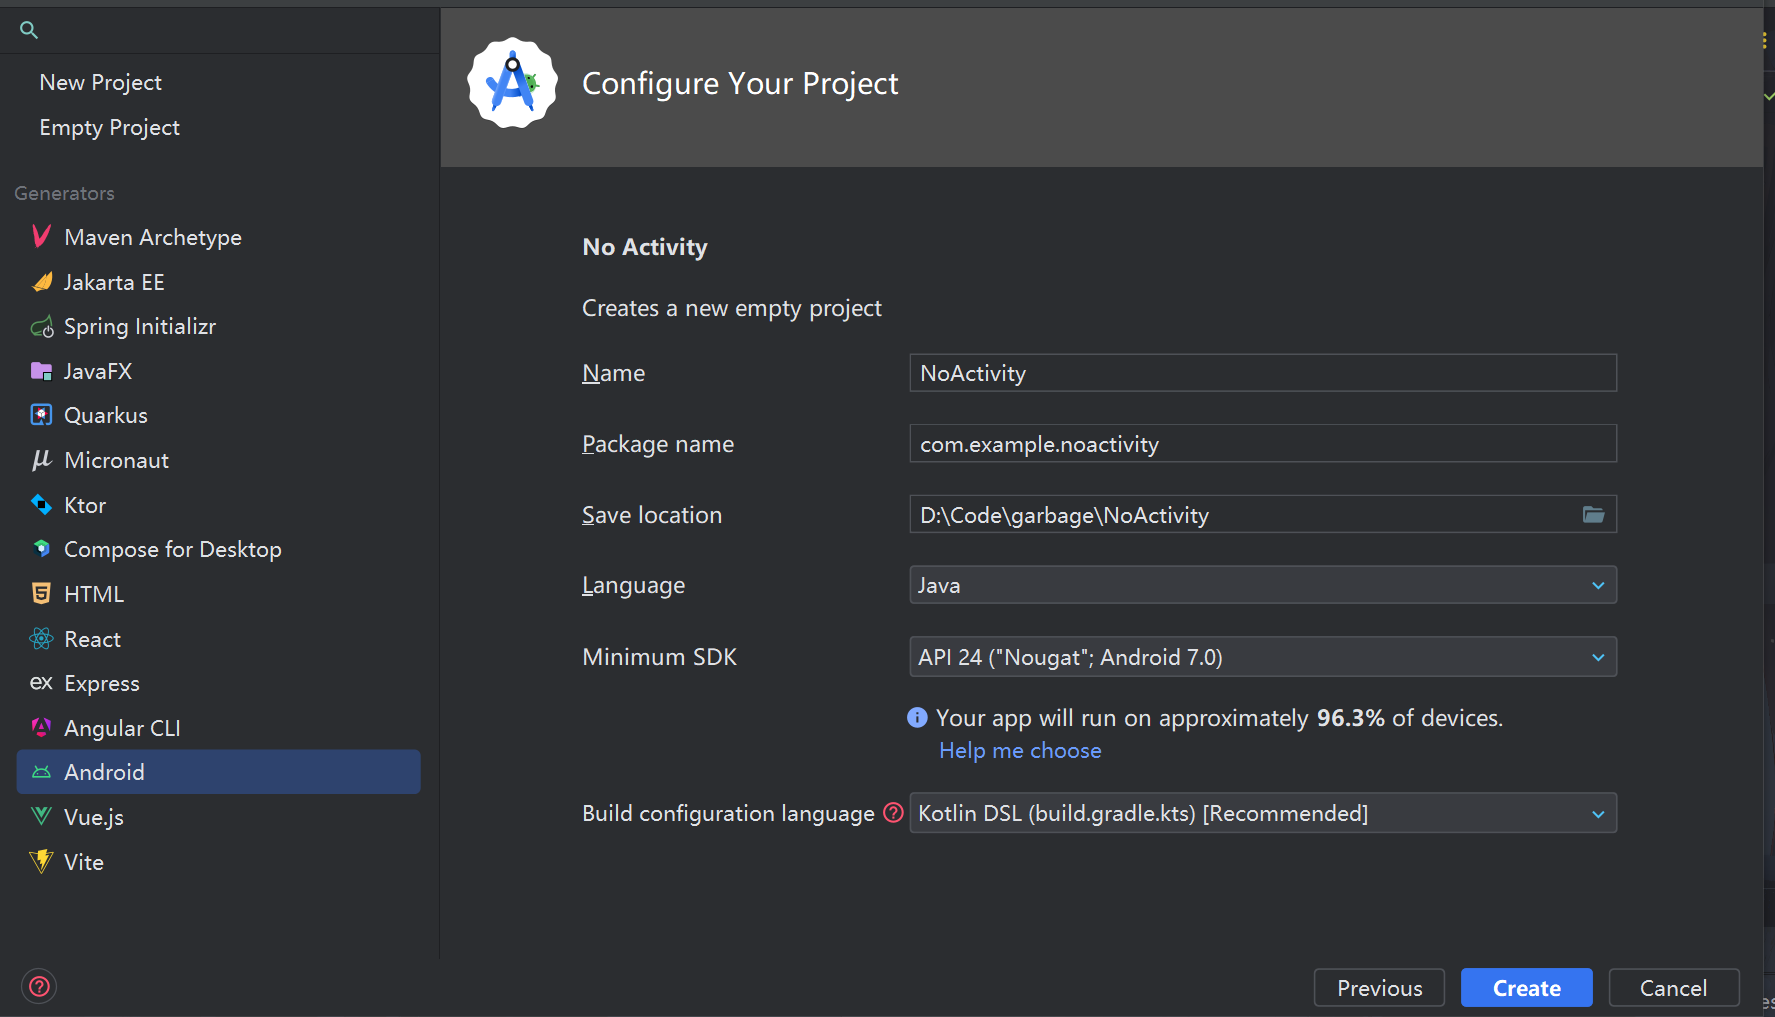 New Project
Empty Project
Generators
Maven Archetype
Jakarta EE
Spring Initializr
JavaFX
Quarkus
Micronaut
Ktor
Compose for Desktop
HTML
React
ex Express
Angular CLI
Android
Vue.js
Vite
Configure Your Project
No Activity
Creates a new empty project
Name NoActivity
Package name com.example.noactivity
Save location D:\Code\garbage\NoActivity
Language Java
Minimum SDK API 24 ("Nougat"; Android 7.0)
Your app will run on approximately 96.3% of devices.
Help me choose
Build configuration language Kotlin DSL (build.gradle.kts) [Recommended]
Previous Create Cancel